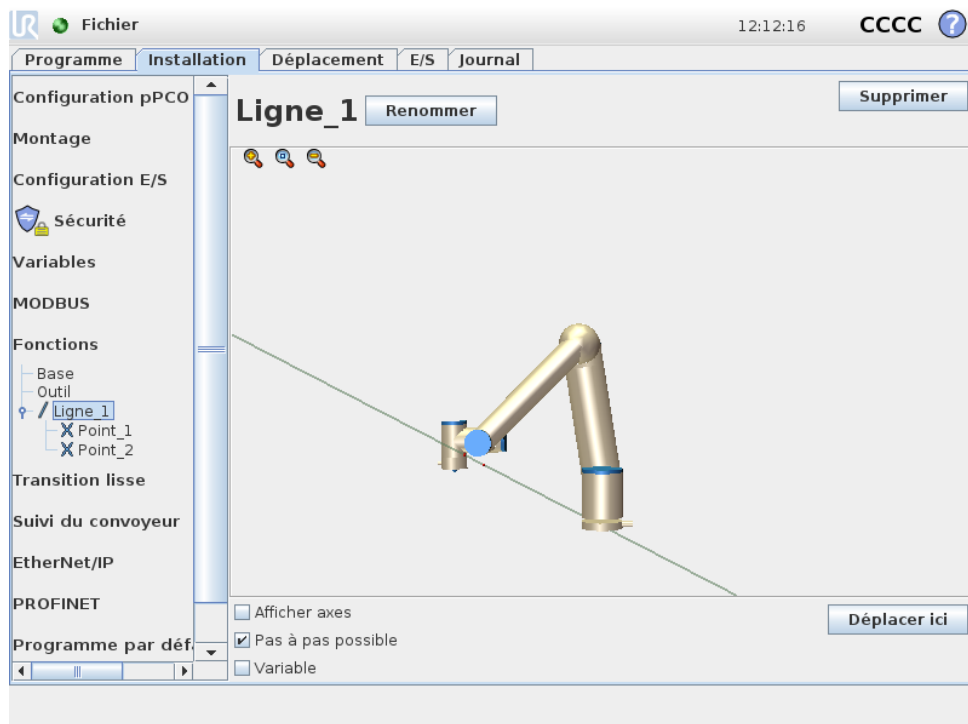 UR Fichier 12:12:16 CCCC ?
Programme Installation Déplacement E/S Journal
Configuration pPCO
Montage
Configuration E/S
Sécurité
Variables
MODBUS
Fonctions
Base
Outil
Ligne_1
Point_1
Point_2
Transition lisse
Suivi du convoyeur
EtherNet/IP
PROFINET
Programme par défa
Ligne_1 Renommer Supprimer
Afficher axes
Pas à pas possible
Variable
Déplacer ici